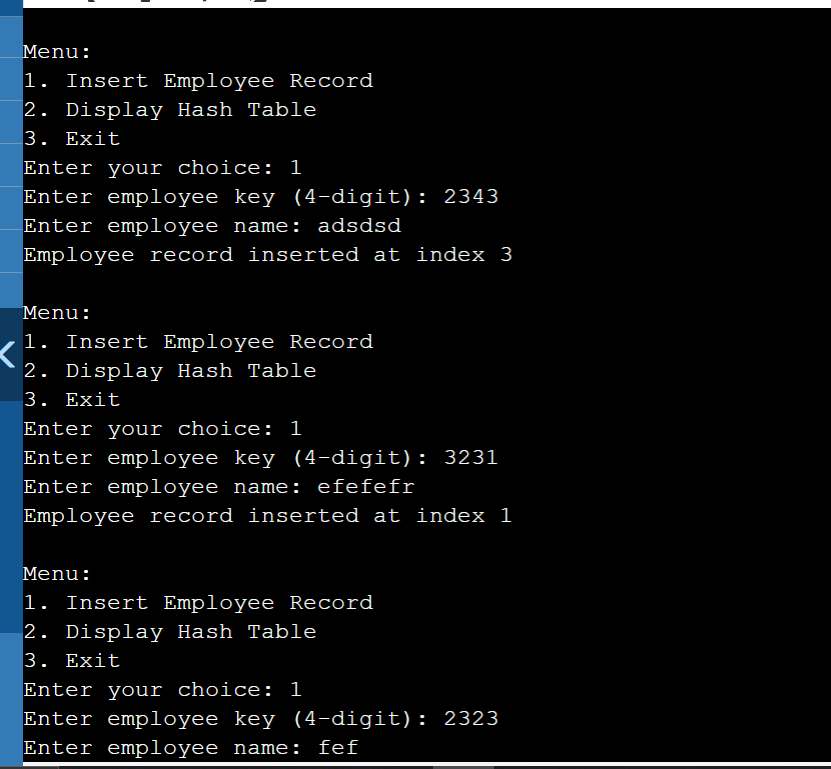 Menu:
1. Insert Employee Record
2. Display Hash Table
3. Exit
Enter your choice: 1
Enter employee key (4-digit): 2343
Enter employee name: adsdsd
Employee record inserted at index 3
Menu:
1. Insert Employee Record
2. Display Hash Table
3. Exit
Enter your choice: 1
Enter employee key (4-digit): 3231
Enter employee name: efefefr
Employee record inserted at index 1
Menu:
1. Insert Employee Record
2. Display Hash Table
3. Exit
Enter your choice: 1
Enter employee key (4-digit): 2323
Enter employee name: fef